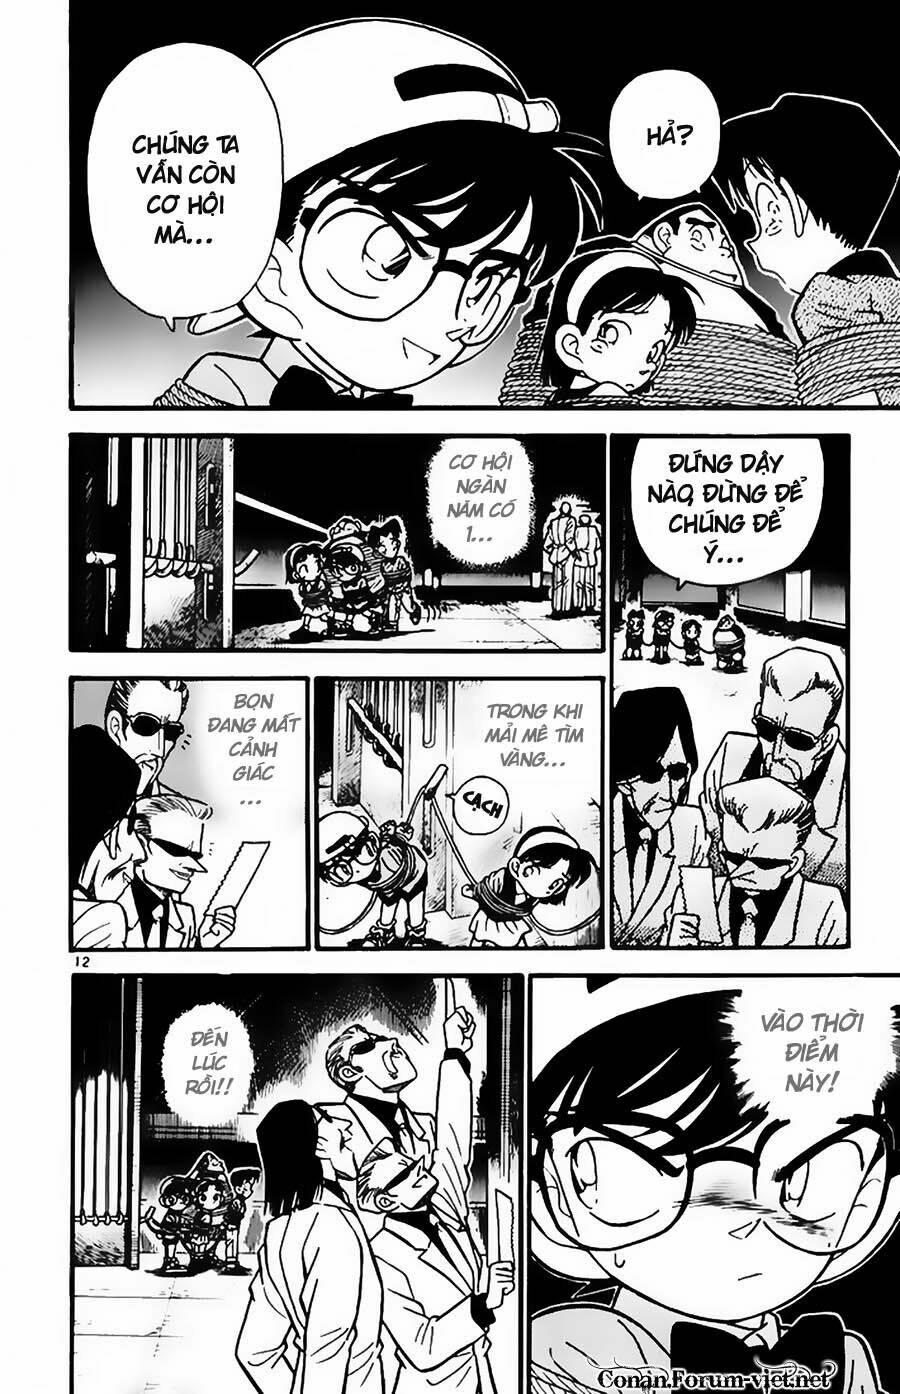 CHÚNG TA
VẪN CÒN
CƠ HỘI
MÀ...
HẢ?
CƠ HỘI
NGÀN
NĂM CÓ
1...
ĐỨNG DẬY
NÀO, ĐỪNG ĐỂ
CHÚNG ĐỂ
Ý...
BỌN
ĐANG MẤT
CẢNH
GIÁC
...
TRONG KHI
MẢI MÊ TÌM
VÀNG...
CẠCH
12
ĐẾN
LÚC
RỒI!!
VÀO THỜI
ĐIỂM
NÀY!
Conan.Forum-viet.net